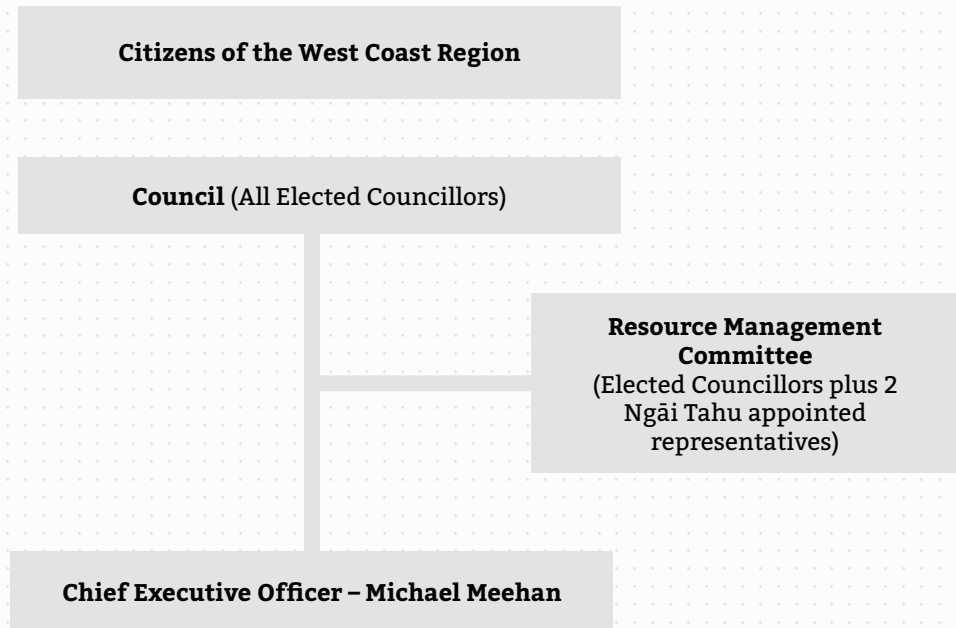 Citizens of the West Coast Region
Council (All Elected Councillors)
Resource Management
Committee
(Elected Councillors plus 2
Ngāi Tahu appointed
representatives)
Chief Executive Officer – Michael Meehan